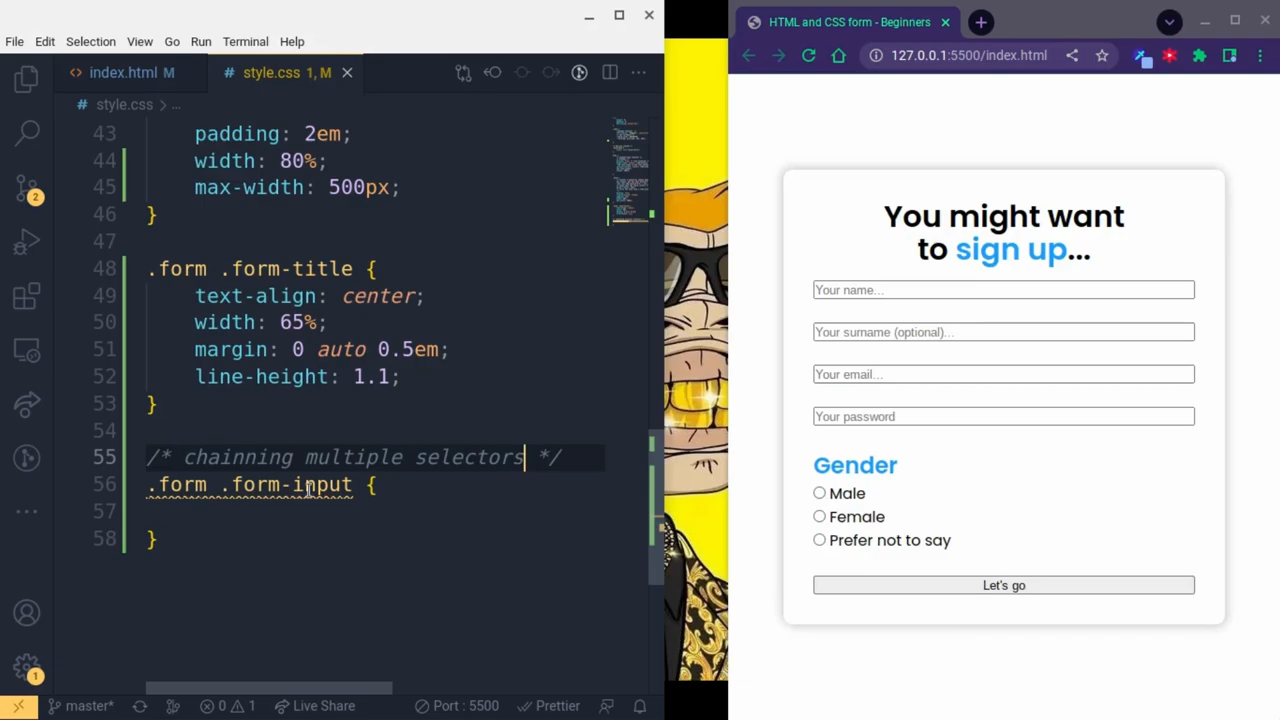 File Edit Selection View Go Run Terminal Help
index.html M
style.css 1, M
style.css > ...
43 padding: 2em;
44 width: 80%;
45 max-width: 500px;
46 }
47
48 .form .form-title {
49 text-align: center;
50 width: 65%;
51 margin: 0 auto 0.5em;
52 line-height: 1.1;
53 }
54
55 /* chainning multiple selectors */
56 .form .form-input {
57
58 }
2
1
master*
0 1
Live Share
Port : 5500
Prettier
HTML and CSS form - Beginners
127.0.0.1:5500/index.html
You might want
to sign up...
Your name...
Your surname (optional)...
Your email...
Your password
Gender
Male
Female
Prefer not to say
Let's go